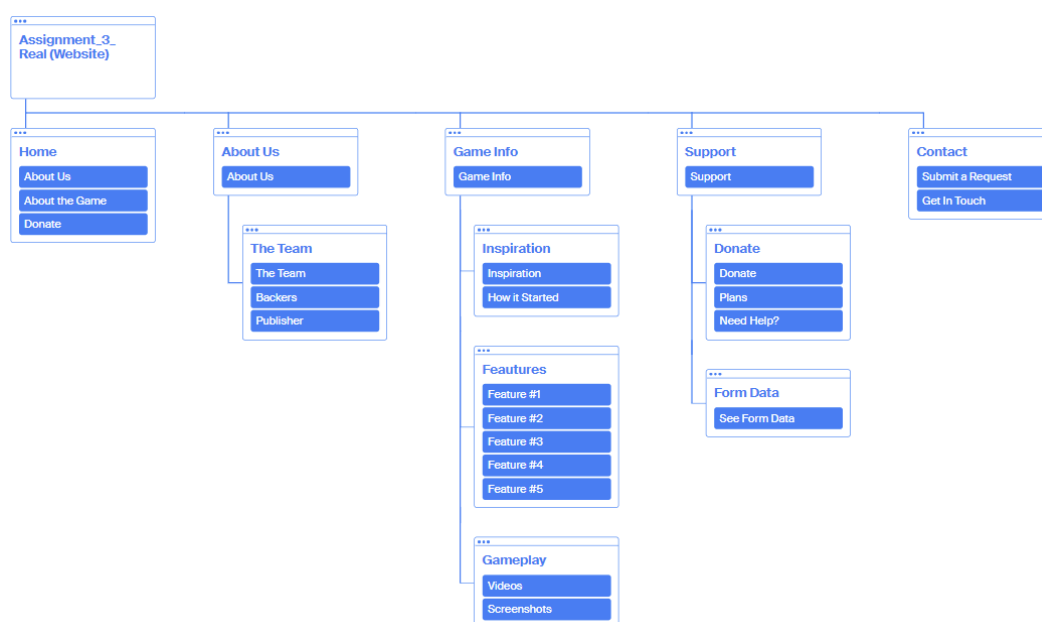 Assignment_3_
Real (Website)
Home
About Us
About the Game
Donate
About Us
About Us
The Team
The Team
Backers
Publisher
Game Info
Game Info
Inspiration
Inspiration
How it Started
Feautures
Feature #1
Feature #2
Feature #3
Feature #4
Feature #5
Gameplay
Videos
Screenshots
Support
Support
Donate
Donate
Plans
Need Help?
Form Data
See Form Data
Contact
Submit a Request
Get In Touch